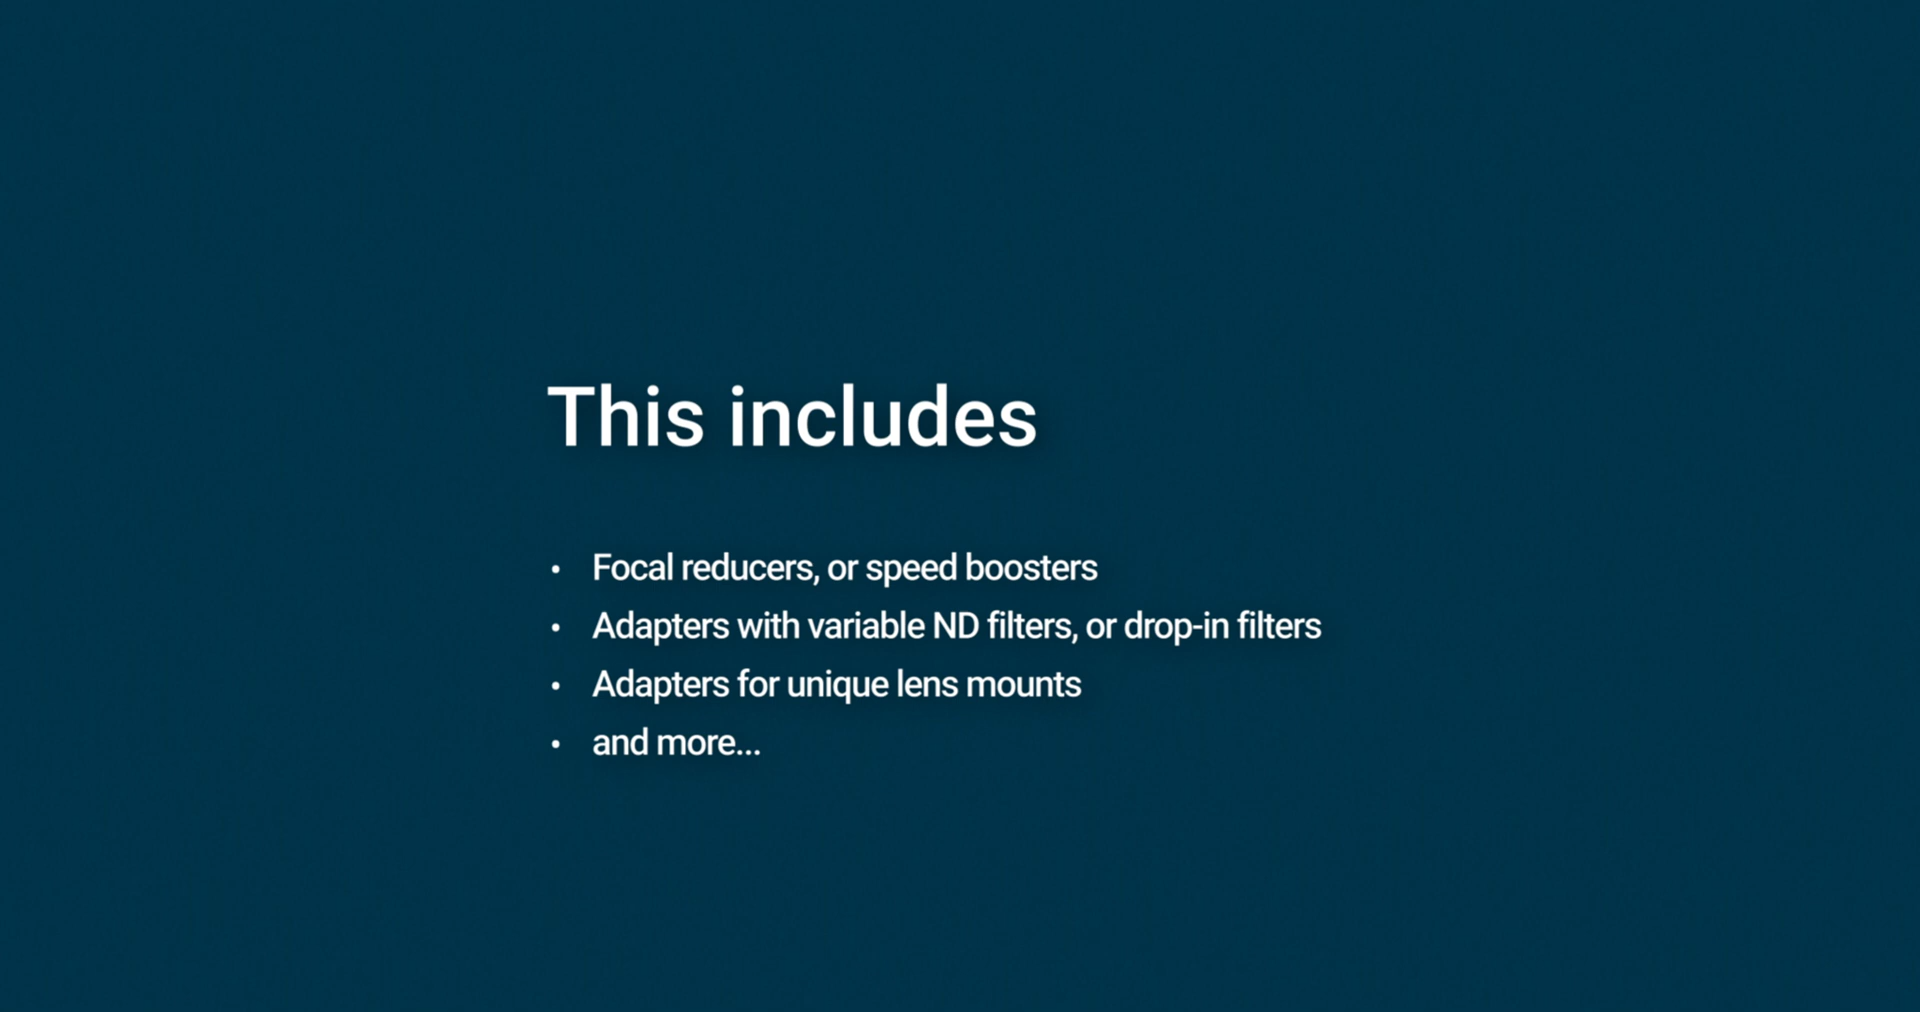 This includes
• Focal reducers, or speed boosters
• Adapters with variable ND filters, or drop-in filters
• Adapters for unique lens mounts
• and more...